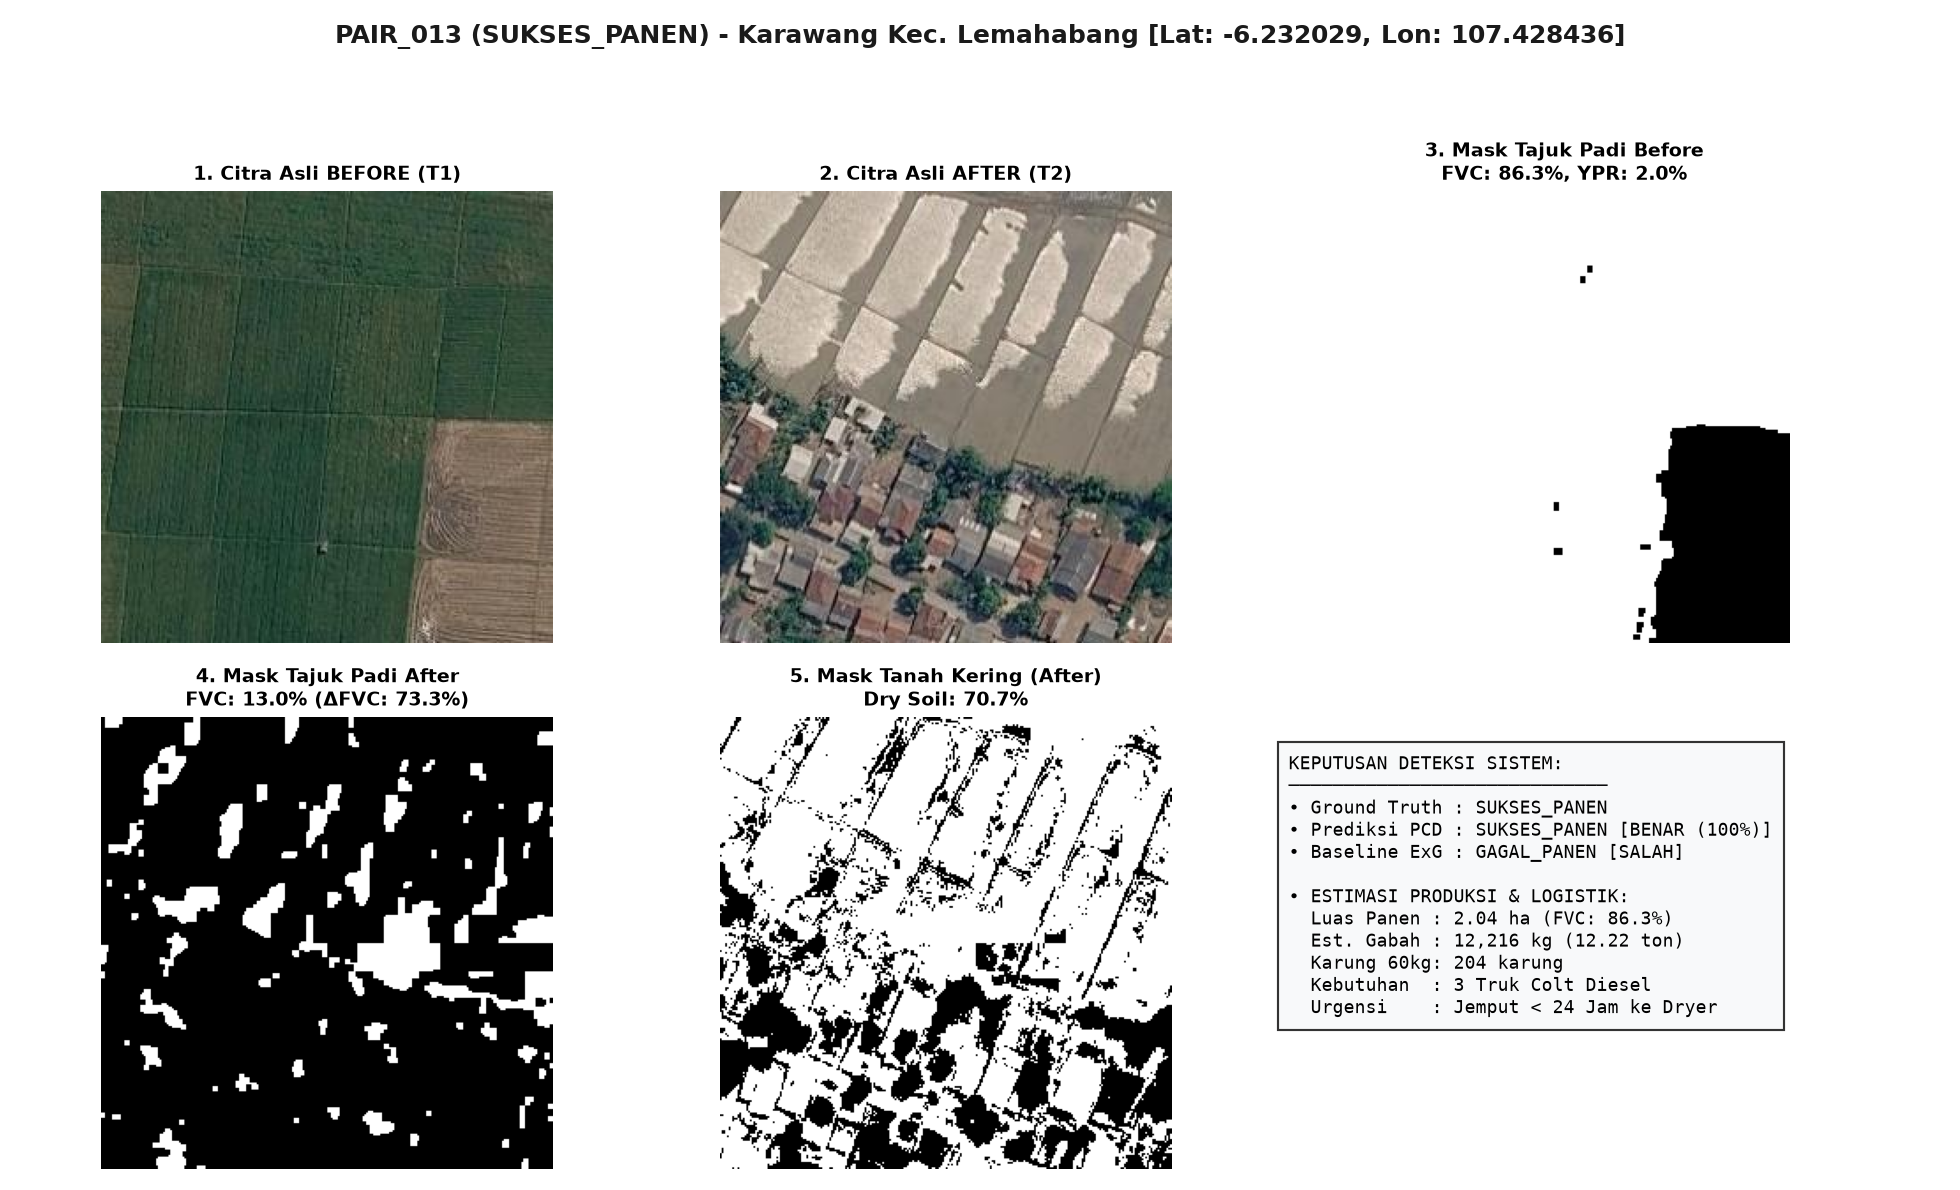 PAIR_013 (SUKSES_PANEN) - Karawang Kec. Lemahabang [Lat: -6.232029, Lon: 107.428436]
1. Citra Asli BEFORE (T1)
2. Citra Asli AFTER (T2)
3. Mask Tajuk Padi Before
FVC: 86.3%, YPR: 2.0%
4. Mask Tajuk Padi After
FVC: 13.0% (ΔFVC: 73.3%)
5. Mask Tanah Kering (After)
Dry Soil: 70.7%
KEPUTUSAN DETEKSI SISTEM:
• Ground Truth : SUKSES_PANEN
• Prediksi PCD : SUKSES_PANEN [BENAR (100%)]
• Baseline ExG : GAGAL_PANEN [SALAH]
• ESTIMASI PRODUKSI & LOGISTIK:
Luas Panen : 2.04 ha (FVC: 86.3%)
Est. Gabah : 12,216 kg (12.22 ton)
Karung 60kg: 204 karung
Kebutuhan : 3 Truk Colt Diesel
Urgensi : Jemput < 24 Jam ke Dryer